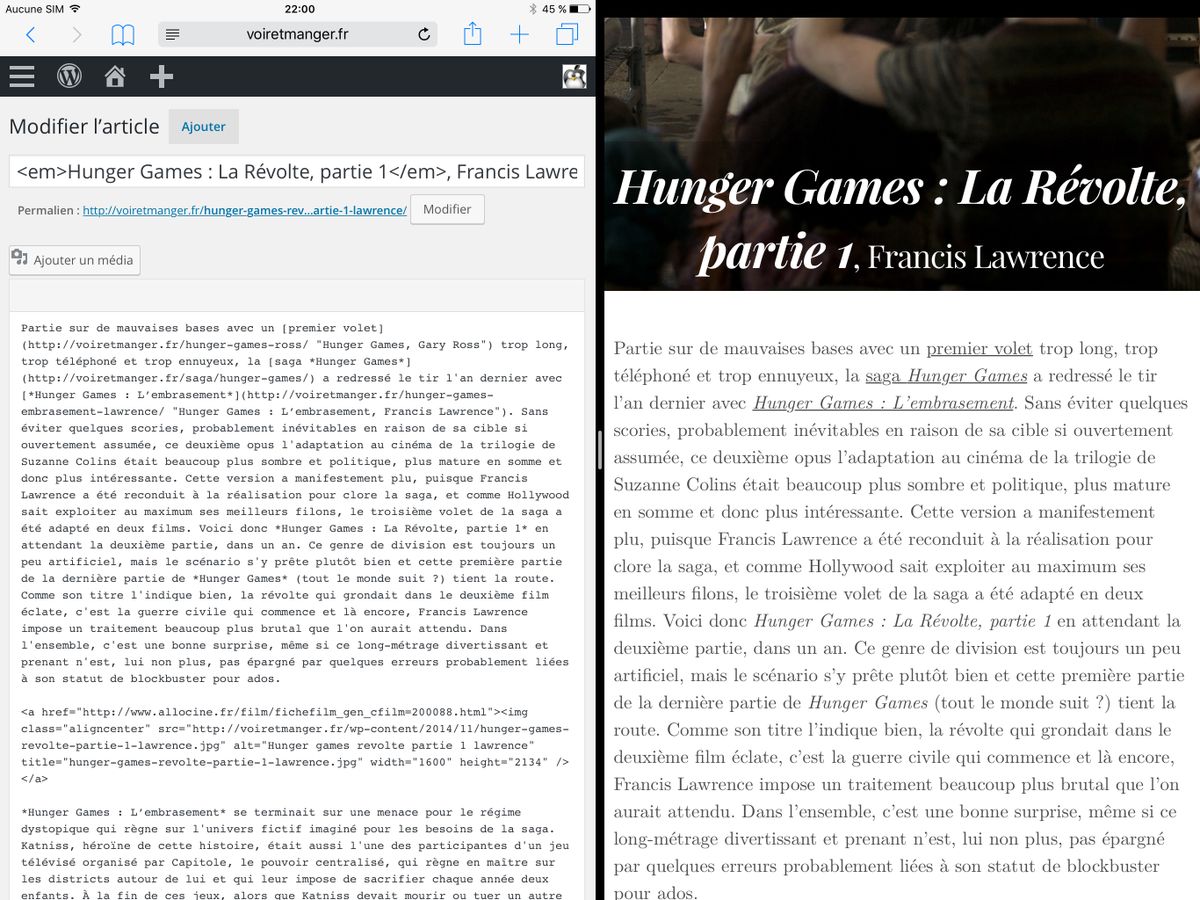 Aucune SIM
22:00
45 %
voiretmanger.fr
Modifier l’article
Ajouter
<em>Hunger Games : La Révolte, partie 1</em>, Francis Lawre
Permalien : http://voiretmanger.fr/hunger-games-rev...artie-1-lawrence/
Modifier
Ajouter un média
Partie sur de mauvaises bases avec un [premier volet]
(http://voiretmanger.fr/hunger-games-ross/ "Hunger Games, Gary Ross") trop long,
trop téléphoné et trop ennuyeux, la [saga *Hunger Games*]
(http://voiretmanger.fr/saga/hunger-games/) a redressé le tir l'an dernier avec
[*Hunger Games : L’embrasement*](http://voiretmanger.fr/hunger-games-
embrasement-lawrence/ "Hunger Games : L’embrasement, Francis Lawrence"). Sans
éviter quelques scories, probablement inévitables en raison de sa cible si
ouvertement assumée, ce deuxième opus l'adaptation au cinéma de la trilogie de
Suzanne Colins était beaucoup plus sombre et politique, plus mature en somme et
donc plus intéressante. Cette version a manifestement plu, puisque Francis
Lawrence a été reconduit à la réalisation pour clore la saga, et comme Hollywood
sait exploiter au maximum ses meilleurs filons, le troisième volet de la saga a
été adapté en deux films. Voici donc *Hunger Games : La Révolte, partie 1* en
attendant la deuxième partie, dans un an. Ce genre de division est toujours un
peu artificiel, mais le scénario s'y prête plutôt bien et cette première partie
de la dernière partie de *Hunger Games* (tout le monde suit ?) tient la route.
Comme son titre l'indique bien, la révolte qui grondait dans le deuxième film
éclate, c'est la guerre civile qui commence et là encore, Francis Lawrence
impose un traitement beaucoup plus brutal que l'on aurait attendu. Dans
l'ensemble, c'est une bonne surprise, même si ce long-métrage divertissant et
prenant n'est, lui non plus, pas épargné par quelques erreurs probablement liées
à son statut de blockbuster pour ados.
<a href="http://www.allocine.fr/film/fichefilm_gen_cfilm=200088.html"><img
class="aligncenter" src="http://voiretmanger.fr/wp-content/2014/11/hunger-games-
revolte-partie-1-lawrence.jpg" alt="Hunger games revolte partie 1 lawrence"
title="hunger-games-revolte-partie-1-lawrence.jpg" width="1600" height="2134" />
</a>
*Hunger Games : L’embrasement* se terminait sur une menace pour le régime
dystopique qui règne sur l'univers fictif imaginé pour les besoins de la saga.
Katniss, héroïne de cette histoire, était aussi l'une des participantes d'un jeu
télévisé organisé par Capitole, le pouvoir centralisé, qui règne en maître sur
les districts autour de lui et qui leur impose de sacrifier chaque année deux
enfants. À la fin de ces jeux, alors que Katniss devait mourir ou tuer un autre
Hunger Games : La Révolte,
partie 1, Francis Lawrence
Partie sur de mauvaises bases avec un premier volet trop long, trop
téléphoné et trop ennuyeux, la saga Hunger Games a redressé le tir
l’an dernier avec Hunger Games : L’embrasement. Sans éviter quelques
scories, probablement inévitables en raison de sa cible si ouvertement
assumée, ce deuxième opus l’adaptation au cinéma de la trilogie de
Suzanne Colins était beaucoup plus sombre et politique, plus mature
en somme et donc plus intéressante. Cette version a manifestement
plu, puisque Francis Lawrence a été reconduit à la réalisation pour
clore la saga, et comme Hollywood sait exploiter au maximum ses
meilleurs filons, le troisième volet de la saga a été adapté en deux
films. Voici donc Hunger Games : La Révolte, partie 1 en attendant la
deuxième partie, dans un an. Ce genre de division est toujours un peu
artificiel, mais le scénario s’y prête plutôt bien et cette première partie
de la dernière partie de Hunger Games (tout le monde suit ?) tient la
route. Comme son titre l’indique bien, la révolte qui grondait dans le
deuxième film éclate, c’est la guerre civile qui commence et là encore,
Francis Lawrence impose un traitement beaucoup plus brutal que l’on
aurait attendu. Dans l’ensemble, c’est une bonne surprise, même si ce
long-métrage divertissant et prenant n’est, lui non plus, pas épargné
par quelques erreurs probablement liées à son statut de blockbuster
pour ados.